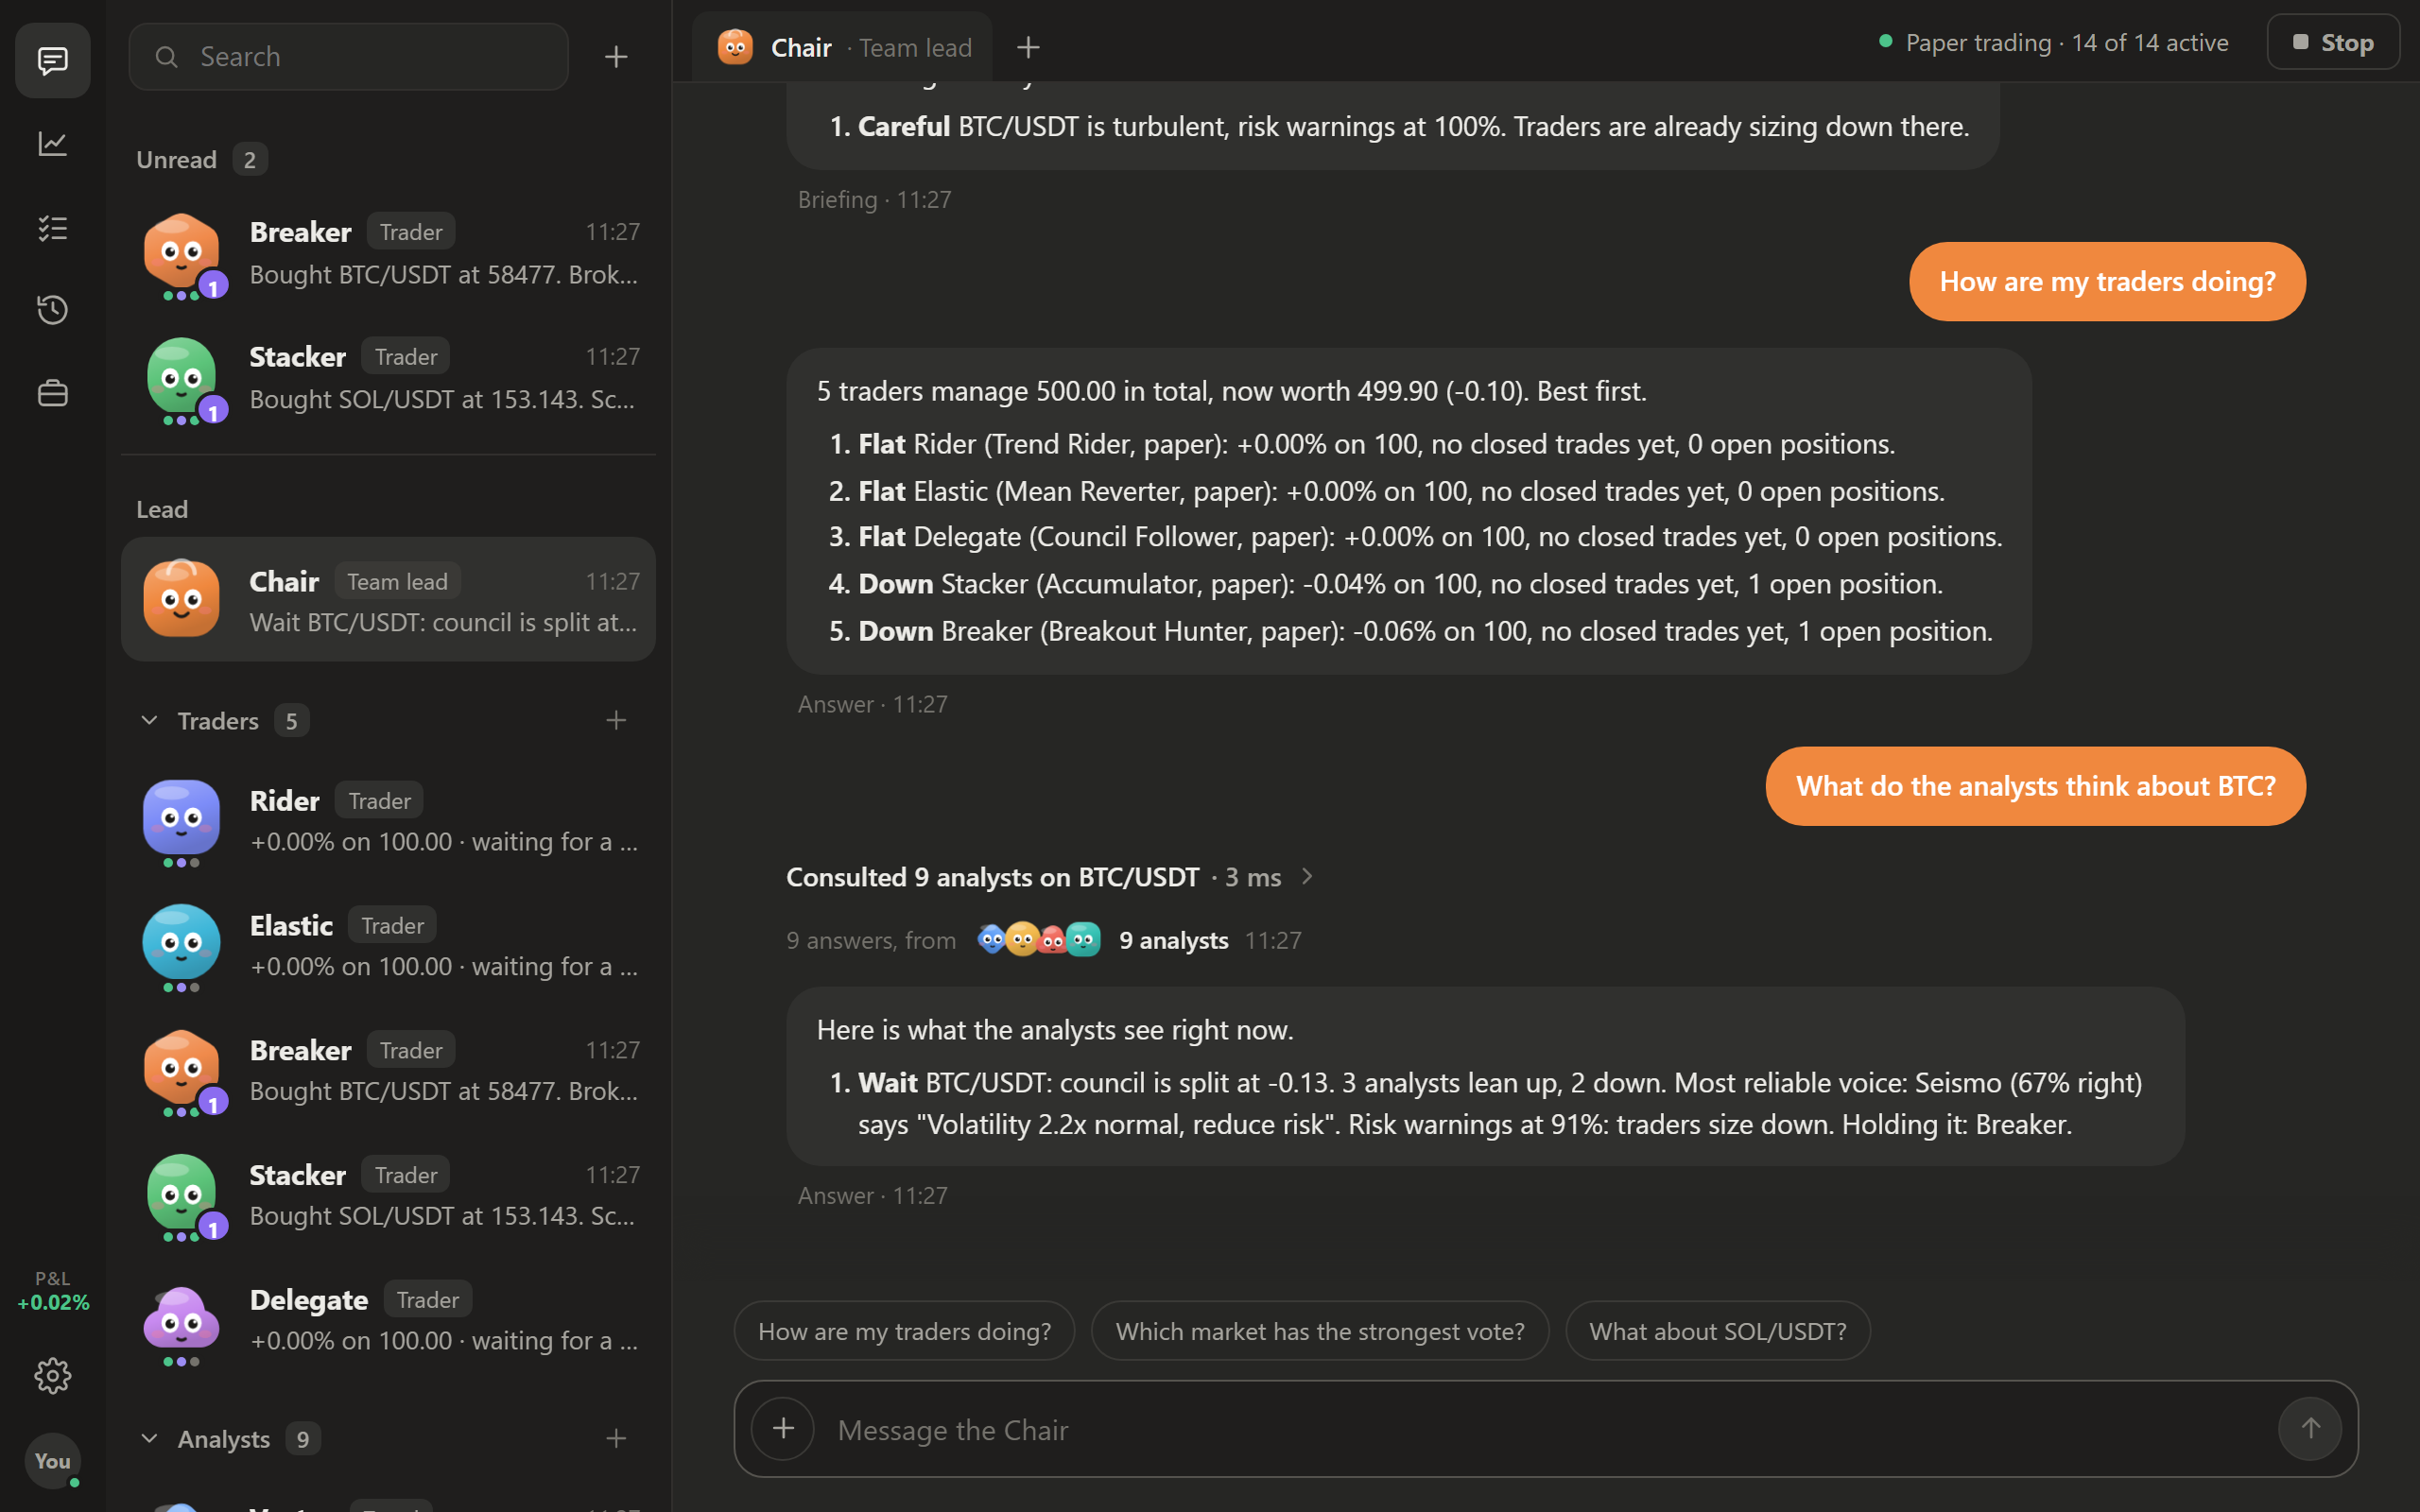 Search
Unread 2
Breaker Trader 11:27
Bought BTC/USDT at 58477. Brok...
1
Stacker Trader 11:27
Bought SOL/USDT at 153.143. Sc...
1
Lead
Chair Team lead 11:27
Wait BTC/USDT: council is split at...
Traders 5
Rider Trader
+0.00% on 100.00 · waiting for a ...
Elastic Trader
+0.00% on 100.00 · waiting for a ...
Breaker Trader 11:27
Bought BTC/USDT at 58477. Brok...
1
Stacker Trader 11:27
Bought SOL/USDT at 153.143. Sc...
1
Delegate Trader
+0.00% on 100.00 · waiting for a ...
Analysts 9
P&L
+0.02%
You
Chair · Team lead
Paper trading · 14 of 14 active
Stop
1. Careful BTC/USDT is turbulent, risk warnings at 100%. Traders are already sizing down there.
Briefing · 11:27
How are my traders doing?
5 traders manage 500.00 in total, now worth 499.90 (-0.10). Best first.
1. Flat Rider (Trend Rider, paper): +0.00% on 100, no closed trades yet, 0 open positions.
2. Flat Elastic (Mean Reverter, paper): +0.00% on 100, no closed trades yet, 0 open positions.
3. Flat Delegate (Council Follower, paper): +0.00% on 100, no closed trades yet, 0 open positions.
4. Down Stacker (Accumulator, paper): -0.04% on 100, no closed trades yet, 1 open position.
5. Down Breaker (Breakout Hunter, paper): -0.06% on 100, no closed trades yet, 1 open position.
Answer · 11:27
What do the analysts think about BTC?
Consulted 9 analysts on BTC/USDT · 3 ms
9 answers, from 9 analysts 11:27
Here is what the analysts see right now.
1. Wait BTC/USDT: council is split at -0.13. 3 analysts lean up, 2 down. Most reliable voice: Seismo (67% right)
says "Volatility 2.2x normal, reduce risk". Risk warnings at 91%: traders size down. Holding it: Breaker.
Answer · 11:27
How are my traders doing?
Which market has the strongest vote?
What about SOL/USDT?
Message the Chair